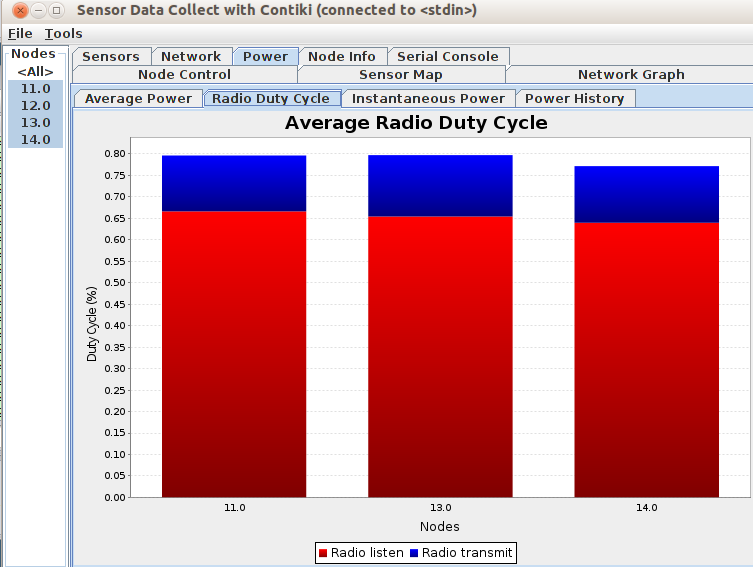 Sensor Data Collect with Contiki (connected to <stdin>)
File Tools
Nodes
<All>
11.0
12.0
13.0
14.0
Sensors Network Power Node Info Serial Console
Node Control Sensor Map Network Graph
Average Power Radio Duty Cycle Instantaneous Power Power History
Average Radio Duty Cycle
Duty Cycle (%)
0.80
0.75
0.70
0.65
0.60
0.55
0.50
0.45
0.40
0.35
0.30
0.25
0.20
0.15
0.10
0.05
0.00
11.0 13.0 14.0
Nodes
Radio listen Radio transmit